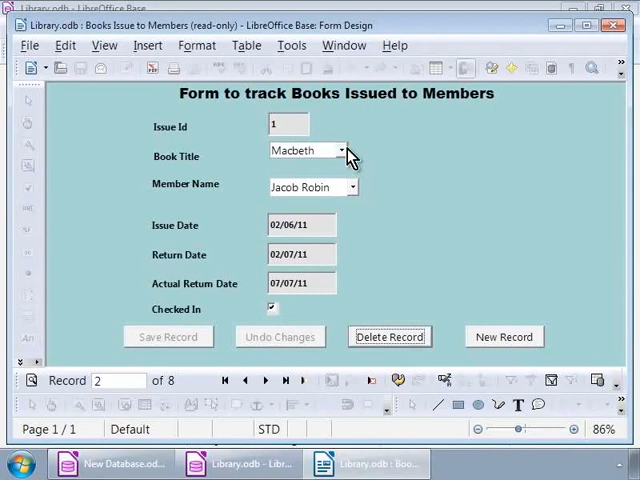 Library.odb : Books Issue to Members (read-only) - LibreOffice Base: Form Design
File Edit View Insert Format Table Tools Window Help
Form to track Books Issued to Members
Issue Id 1
Book Title Macbeth
Member Name Jacob Robin
Issue Date 02/06/11
Return Date 02/07/11
Actual Return Date 07/07/11
Checked In
Save Record Undo Changes Delete Record New Record
Record 2 of 8
Page 1 / 1 Default STD 86%
New Database.od... Library.odb - Libr... Library.odb : Boo...